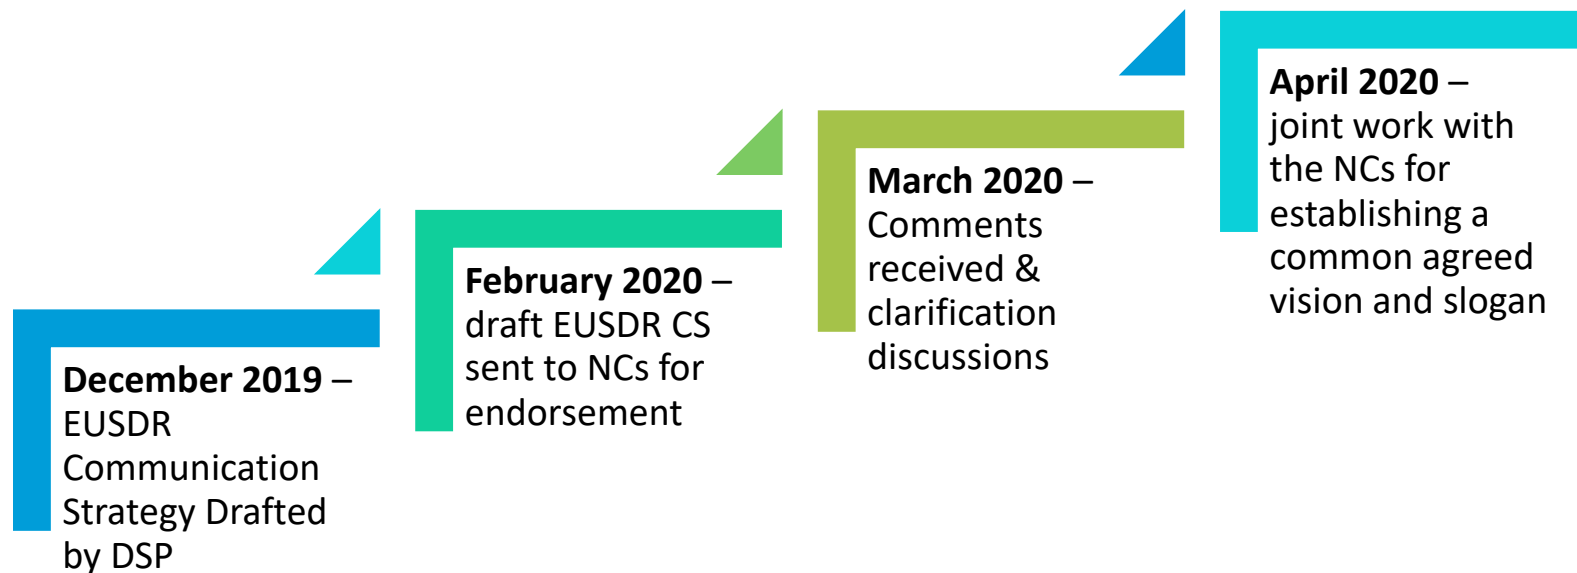 December 2019 –
EUSDR
Communication
Strategy Drafted
by DSP
February 2020 –
draft EUSDR CS
sent to NCs for
endorsement
March 2020 –
Comments
received &
clarification
discussions
April 2020 –
joint work with
the NCs for
establishing a
common agreed
vision and slogan